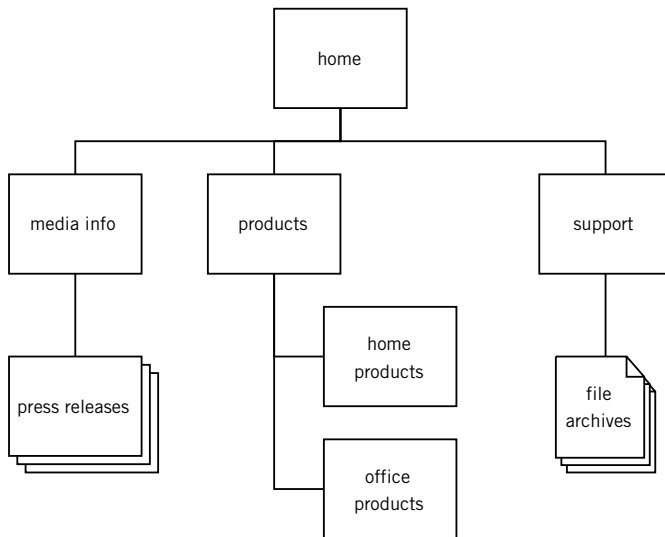 home
media info
products
support
home
products
press releases
file
archives
office
products